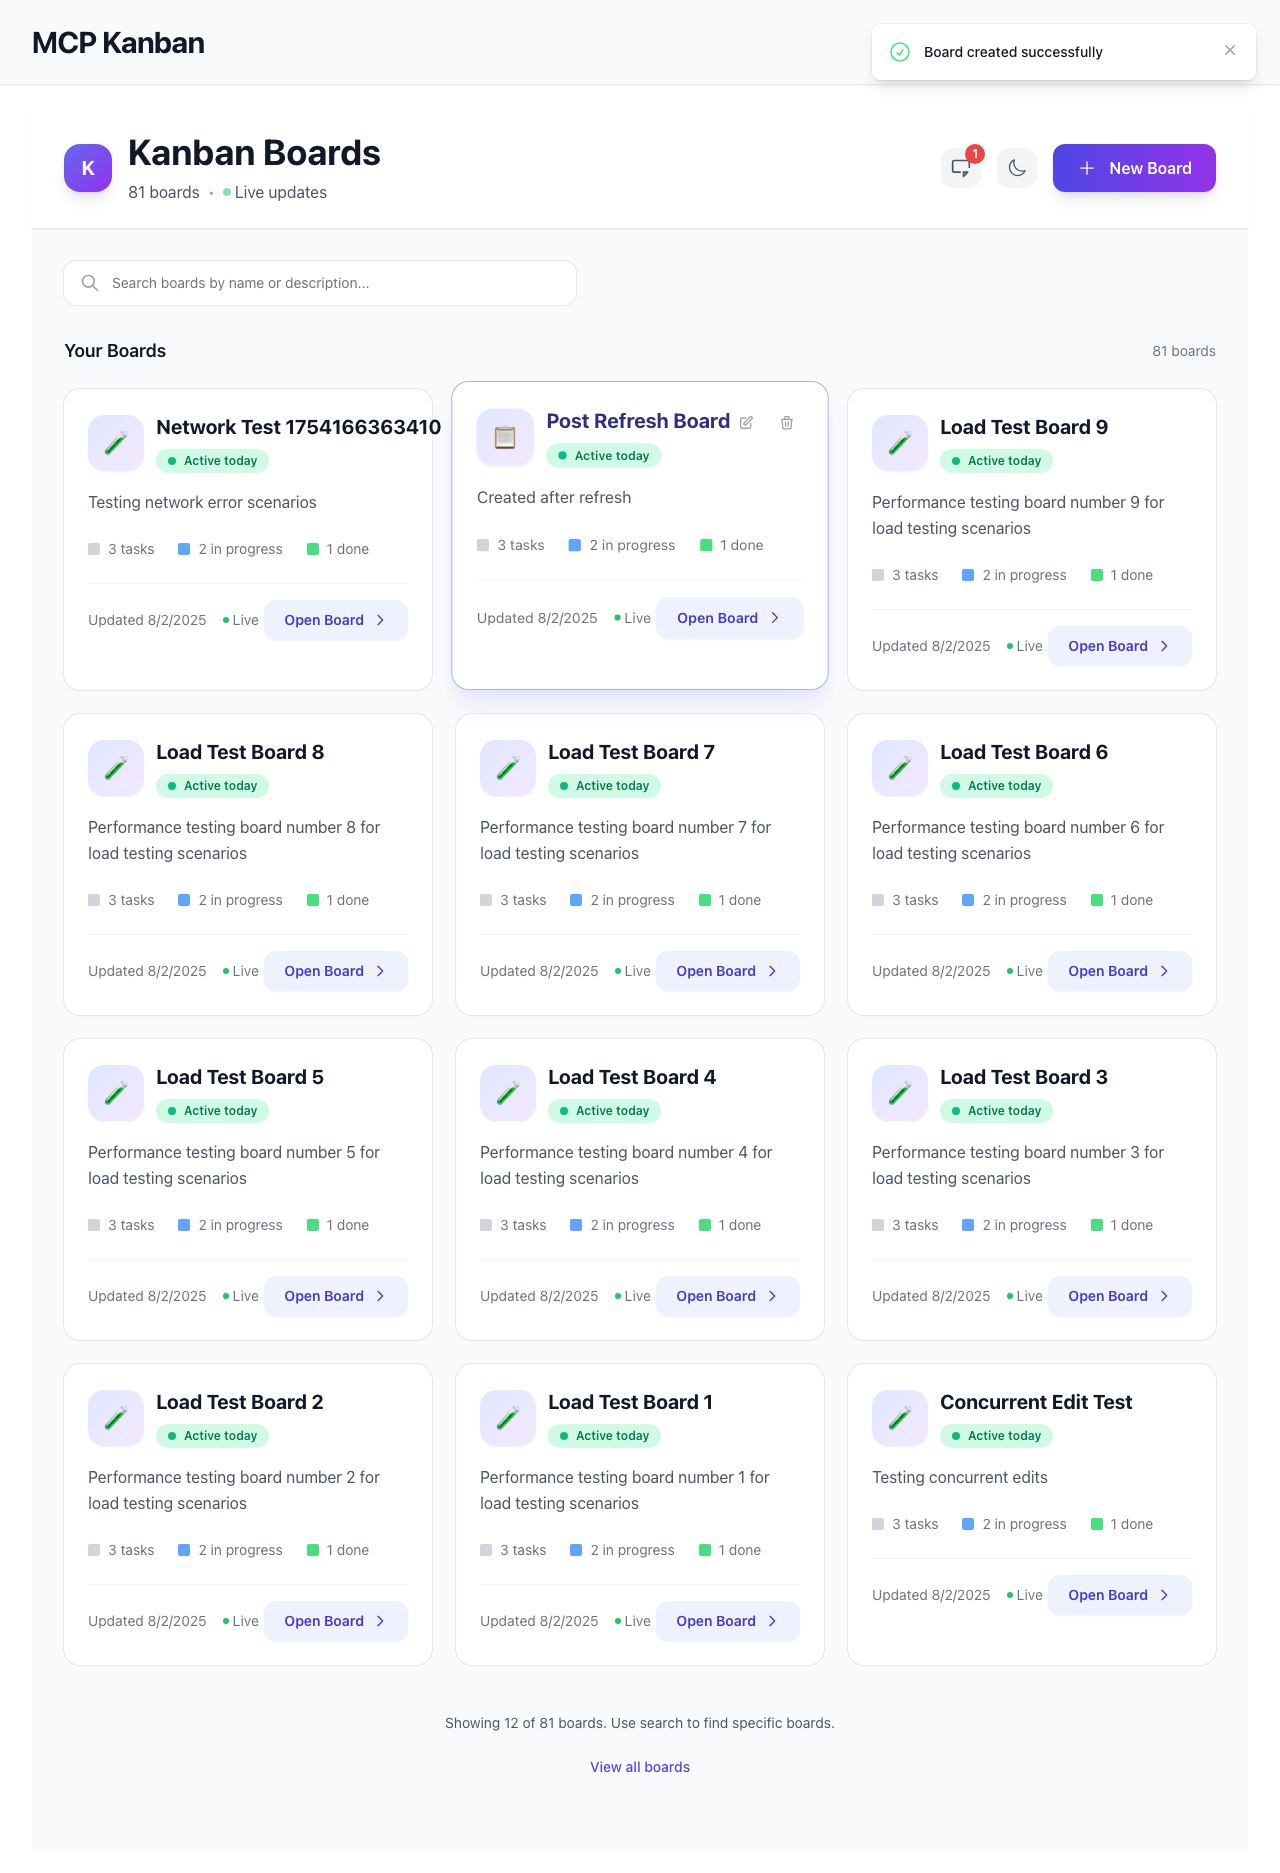 MCP Kanban
Board created successfully
K
Kanban Boards
81 boards • Live updates
1
New Board
Search boards by name or description...
Your Boards
81 boards
Network Test 1754166363410
Active today
Testing network error scenarios
3 tasks 2 in progress 1 done
Updated 8/2/2025 Live Open Board
Post Refresh Board
Active today
Created after refresh
3 tasks 2 in progress 1 done
Updated 8/2/2025 Live Open Board
Load Test Board 9
Active today
Performance testing board number 9 for
load testing scenarios
3 tasks 2 in progress 1 done
Updated 8/2/2025 Live Open Board
Load Test Board 8
Active today
Performance testing board number 8 for
load testing scenarios
3 tasks 2 in progress 1 done
Updated 8/2/2025 Live Open Board
Load Test Board 7
Active today
Performance testing board number 7 for
load testing scenarios
3 tasks 2 in progress 1 done
Updated 8/2/2025 Live Open Board
Load Test Board 6
Active today
Performance testing board number 6 for
load testing scenarios
3 tasks 2 in progress 1 done
Updated 8/2/2025 Live Open Board
Load Test Board 5
Active today
Performance testing board number 5 for
load testing scenarios
3 tasks 2 in progress 1 done
Updated 8/2/2025 Live Open Board
Load Test Board 4
Active today
Performance testing board number 4 for
load testing scenarios
3 tasks 2 in progress 1 done
Updated 8/2/2025 Live Open Board
Load Test Board 3
Active today
Performance testing board number 3 for
load testing scenarios
3 tasks 2 in progress 1 done
Updated 8/2/2025 Live Open Board
Load Test Board 2
Active today
Performance testing board number 2 for
load testing scenarios
3 tasks 2 in progress 1 done
Updated 8/2/2025 Live Open Board
Load Test Board 1
Active today
Performance testing board number 1 for
load testing scenarios
3 tasks 2 in progress 1 done
Updated 8/2/2025 Live Open Board
Concurrent Edit Test
Active today
Testing concurrent edits
3 tasks 2 in progress 1 done
Updated 8/2/2025 Live Open Board
Showing 12 of 81 boards. Use search to find specific boards.
View all boards